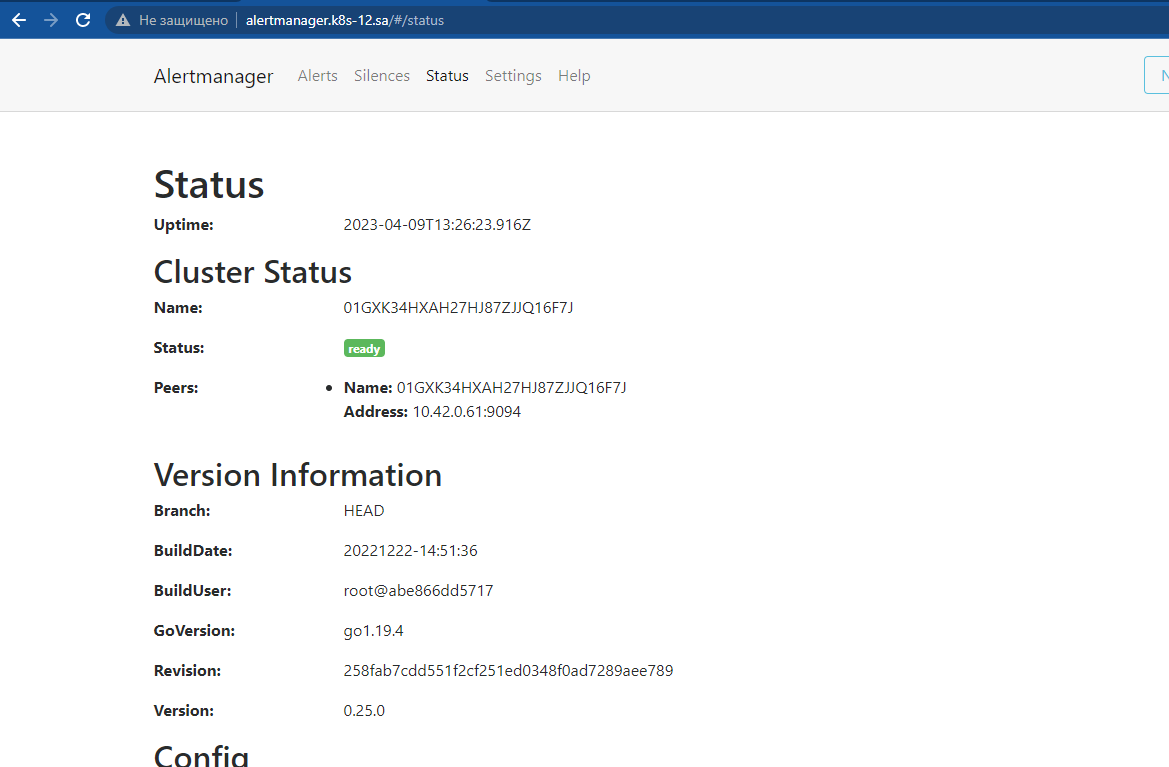 Не защищено alertmanager.k8s-12.sa/#/status
Alertmanager Alerts Silences Status Settings Help N
Status
Uptime: 2023-04-09T13:26:23.916Z
Cluster Status
Name: 01GXK34HXAH27HJ87ZJJQ16F7J
Status: ready
Peers: • Name: 01GXK34HXAH27HJ87ZJJQ16F7J
Address: 10.42.0.61:9094
Version Information
Branch: HEAD
BuildDate: 20221222-14:51:36
BuildUser: root@abe866dd5717
GoVersion: go1.19.4
Revision: 258fab7cdd551f2cf251ed0348f0ad7289aee789
Version: 0.25.0
Config